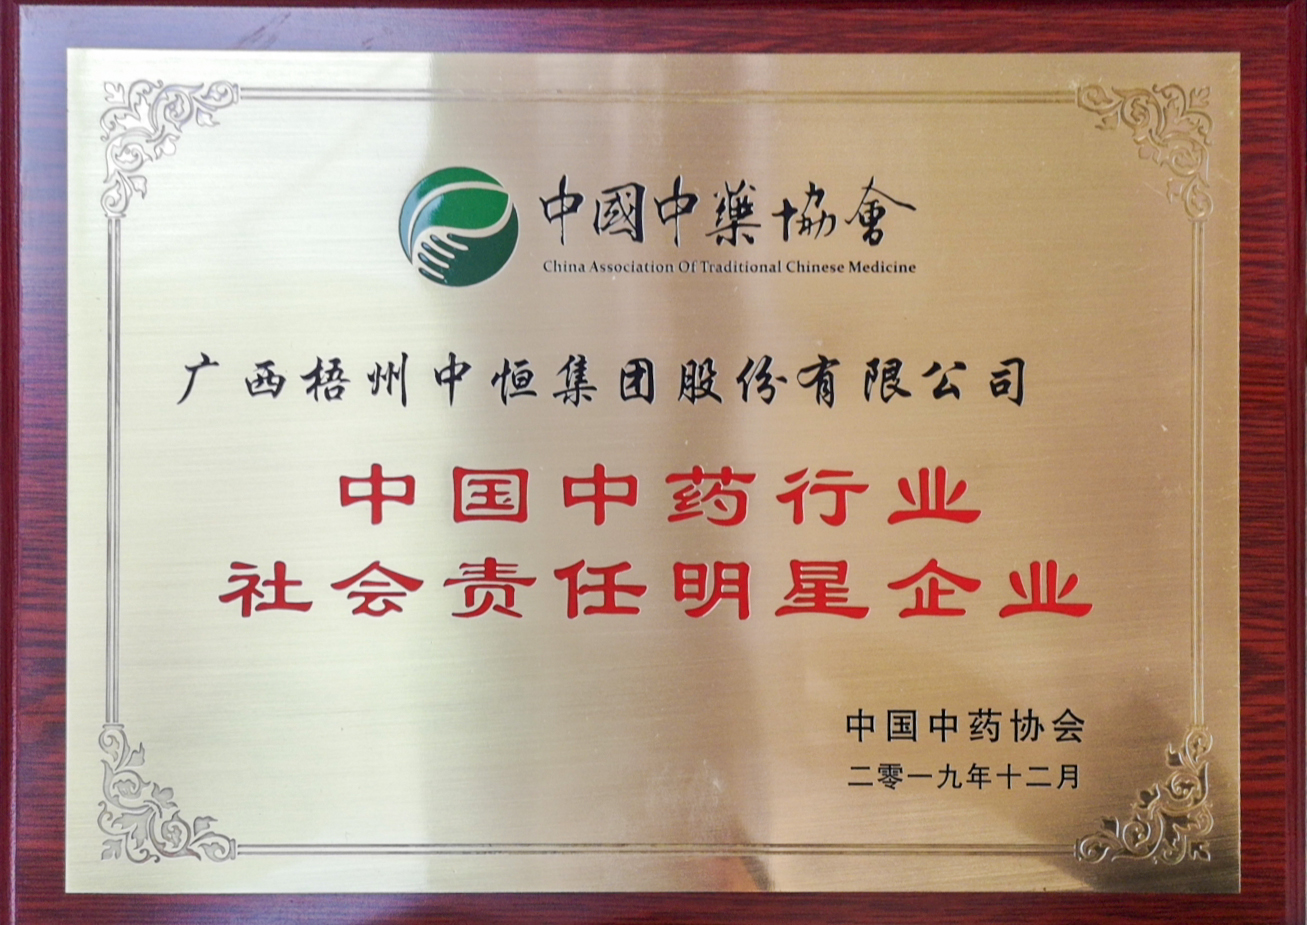 中國中藥協會
China Association Of Traditional Chinese Medicine
广西梧州中恒集团股份有限公司
中国中药行业
社会责任明星企业
中国中药协会
二零一九年十二月